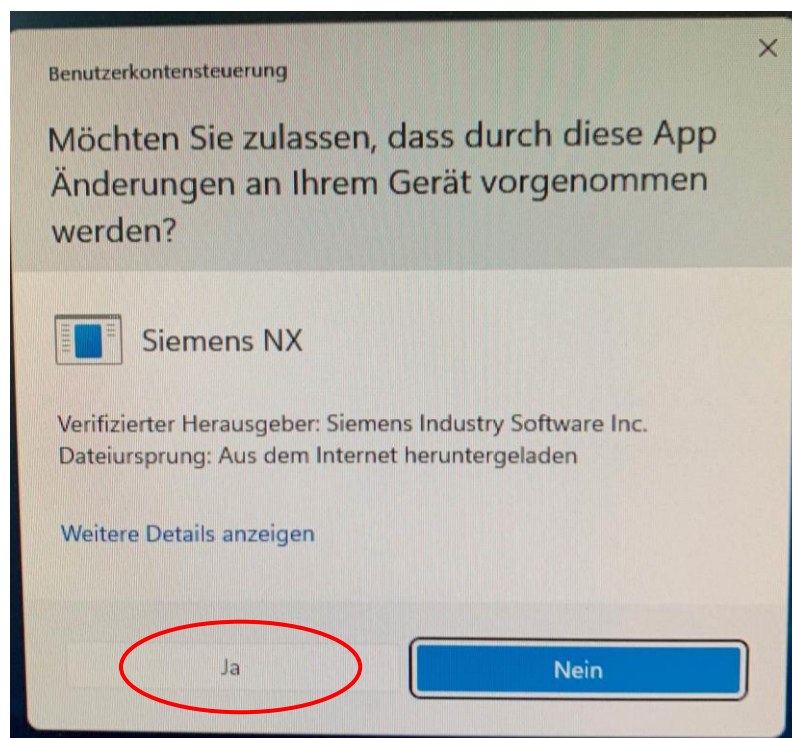 Benutzerkontensteuerung
Möchten Sie zulassen, dass durch diese App
Änderungen an Ihrem Gerät vorgenommen
werden?
Siemens NX
Verifizierter Herausgeber: Siemens Industry Software Inc.
Dateiursprung: Aus dem Internet heruntergeladen
Weitere Details anzeigen
Ja
Nein